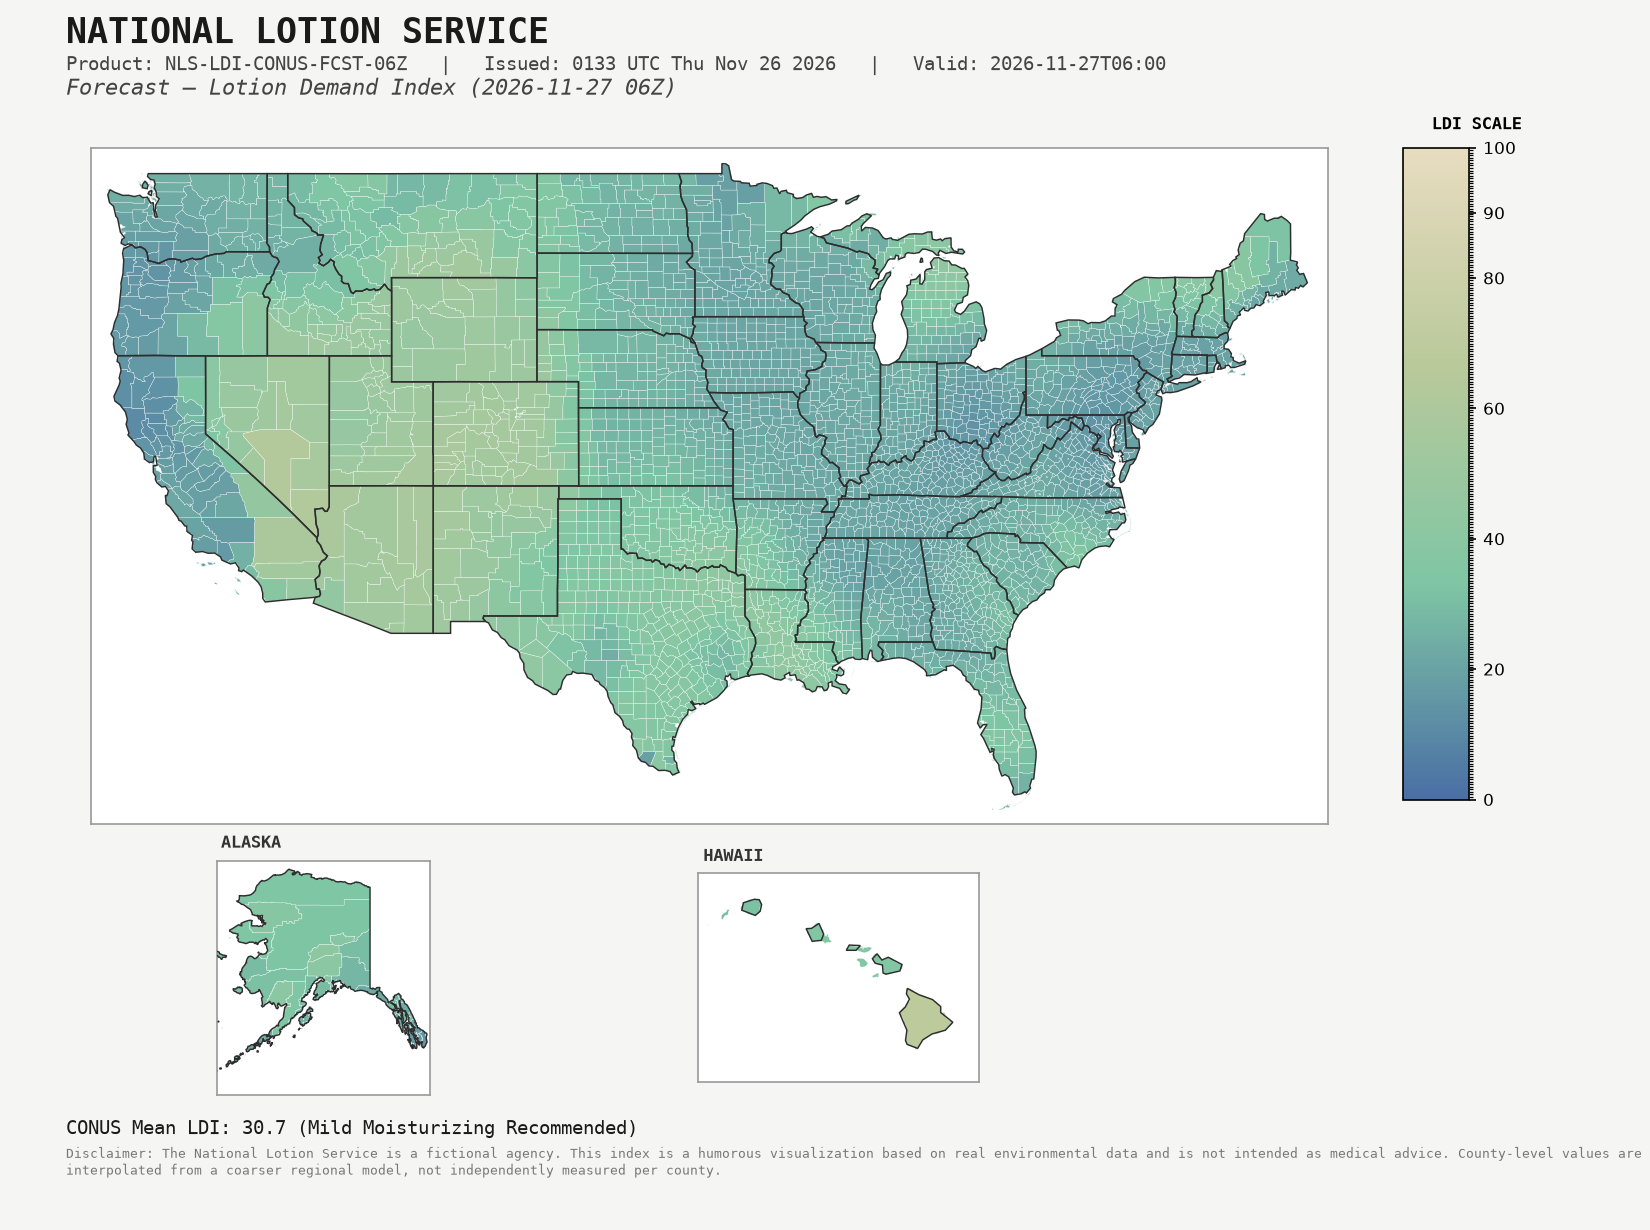 NATIONAL LOTION SERVICE
Product: NLS-LDI-CONUS-FCST-06Z | Issued: 0133 UTC Thu Nov 26 2026 | Valid: 2026-11-27T06:00
Forecast — Lotion Demand Index (2026-11-27 06Z)
LDI SCALE
100
90
80
70
60
50
40
30
20
10
0
ALASKA
HAWAII
CONUS Mean LDI: 30.7 (Mild Moisturizing Recommended)
Disclaimer: The National Lotion Service is a fictional agency. This index is a humorous visualization based on real environmental data and is not intended as medical advice. County-level values are
interpolated from a coarser regional model, not independently measured per county.